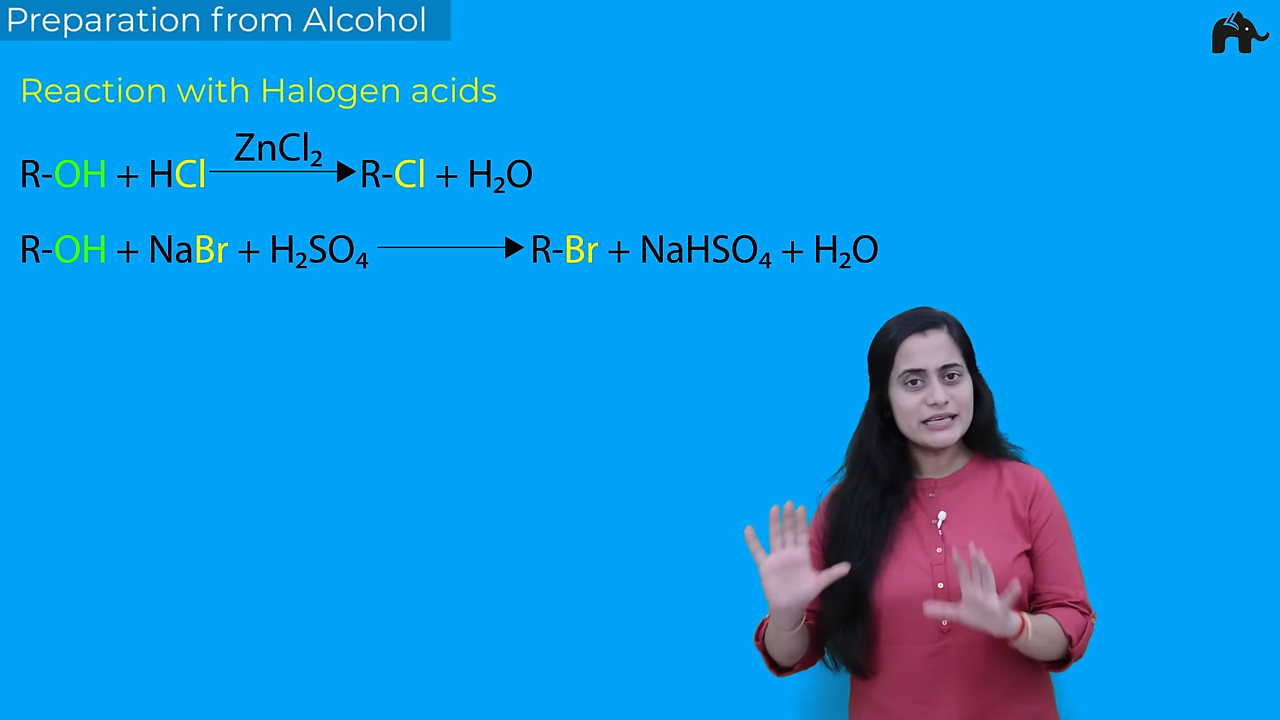 Preparation from Alcohol
Reaction with Halogen acids
R-OH + HCl ZnCl₂ R-Cl + H₂O
R-OH + NaBr + H₂SO₄ R-Br + NaHSO₄ + H₂O